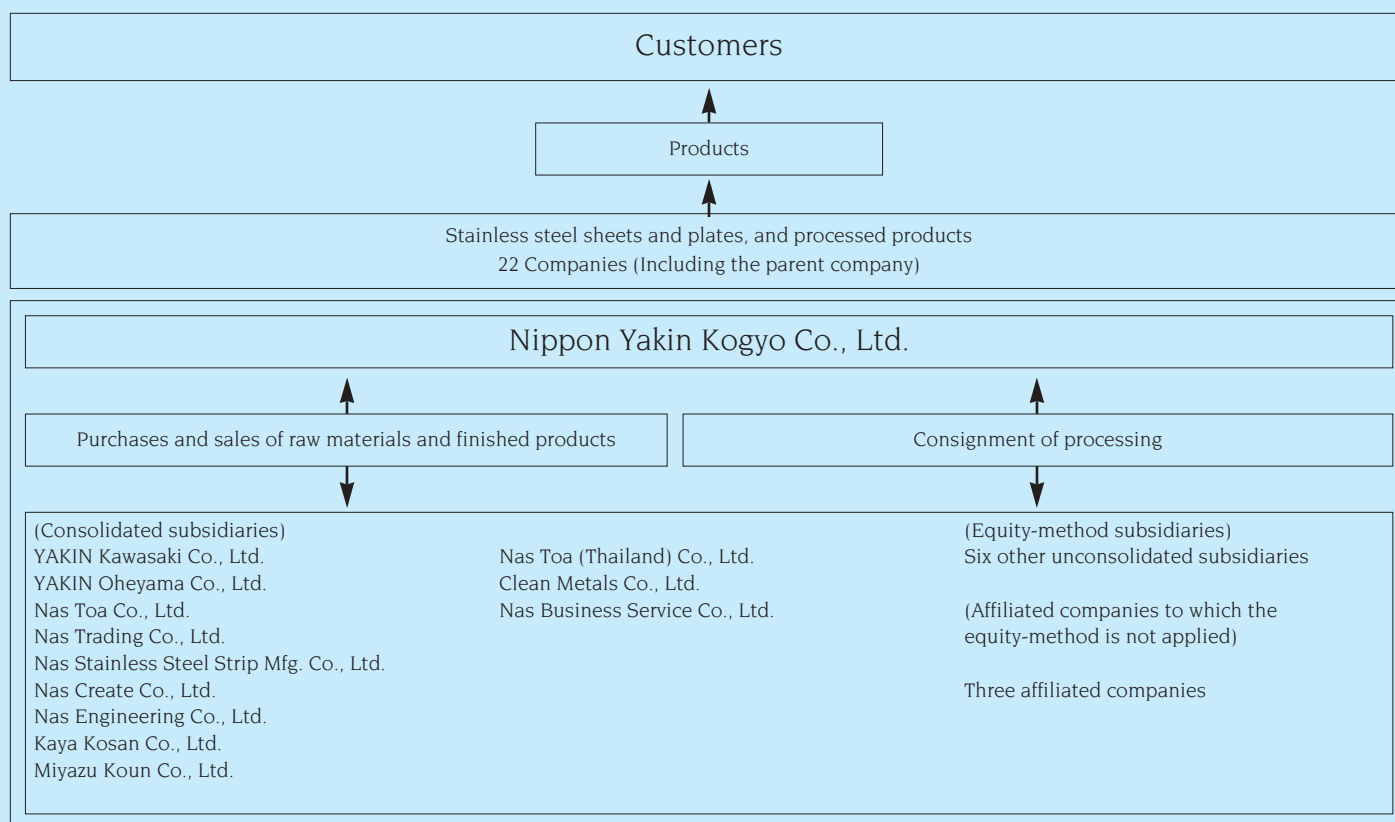 Customers
Products
Stainless steel sheets and plates, and processed products
22 Companies (Including the parent company)
Nippon Yakin Kogyo Co., Ltd.
Purchases and sales of raw materials and finished products
Consignment of processing
(Consolidated subsidiaries)
YAKIN Kawasaki Co., Ltd.
YAKIN Oheyama Co., Ltd.
Nas Toa Co., Ltd.
Nas Trading Co., Ltd.
Nas Stainless Steel Strip Mfg. Co., Ltd.
Nas Create Co., Ltd.
Nas Engineering Co., Ltd.
Kaya Kosan Co., Ltd.
Miyazu Koun Co., Ltd.
Nas Toa (Thailand) Co., Ltd.
Clean Metals Co., Ltd.
Nas Business Service Co., Ltd.
(Equity-method subsidiaries)
Six other unconsolidated subsidiaries
(Affiliated companies to which the
equity-method is not applied)
Three affiliated companies